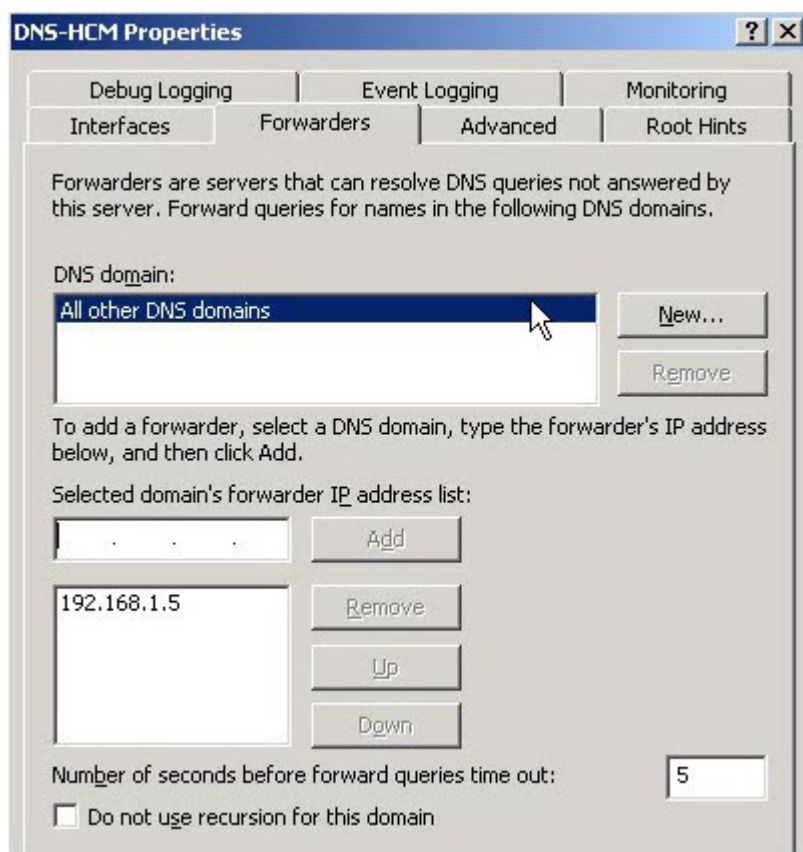 DNS-HCM Properties
Debug Logging
Event Logging
Monitoring
Interfaces
Forwarders
Advanced
Root Hints
Forwarders are servers that can resolve DNS queries not answered by
this server. Forward queries for names in the following DNS domains.
DNS domain:
All other DNS domains
New...
Remove
To add a forwarder, select a DNS domain, type the forwarder's IP address
below, and then click Add.
Selected domain's forwarder IP address list:
. . .
Add
192.168.1.5
Remove
Up
Down
Number of seconds before forward queries time out:
5
Do not use recursion for this domain